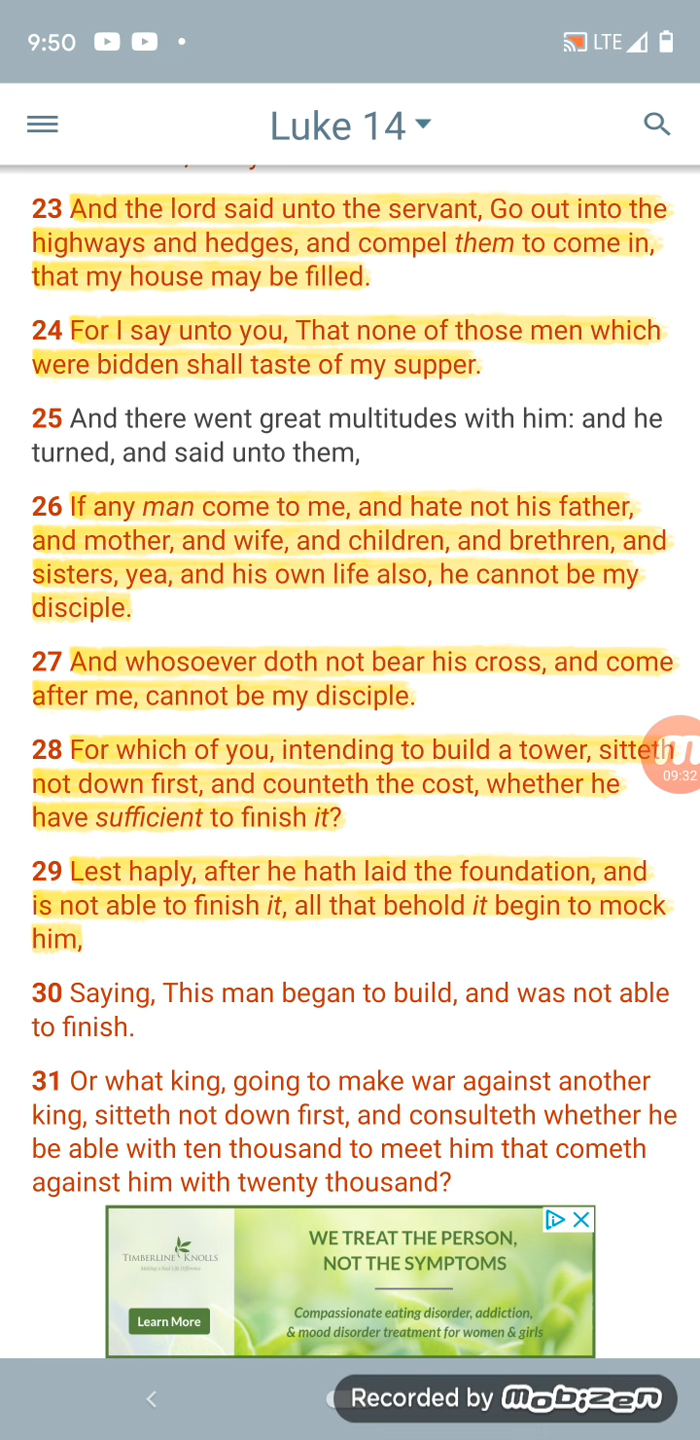 9:50
LTE
Luke 14
23 And the lord said unto the servant, Go out into the
highways and hedges, and compel them to come in,
that my house may be filled.
24 For I say unto you, That none of those men which
were bidden shall taste of my supper.
25 And there went great multitudes with him: and he
turned, and said unto them,
26 If any man come to me, and hate not his father,
and mother, and wife, and children, and brethren, and
sisters, yea, and his own life also, he cannot be my
disciple.
27 And whosoever doth not bear his cross, and come
after me, cannot be my disciple.
28 For which of you, intending to build a tower, sitteth
not down first, and counteth the cost, whether he
have sufficient to finish it?
09:32
29 Lest haply, after he hath laid the foundation, and
is not able to finish it, all that behold it begin to mock
him,
30 Saying, This man began to build, and was not able
to finish.
31 Or what king, going to make war against another
king, sitteth not down first, and consulteth whether he
be able with ten thousand to meet him that cometh
against him with twenty thousand?
TIMBERLINE KNOLLS
Learn More
WE TREAT THE PERSON,
NOT THE SYMPTOMS
Compassionate eating disorder, addiction,
& mood disorder treatment for women & girls
Recorded by Mobizen